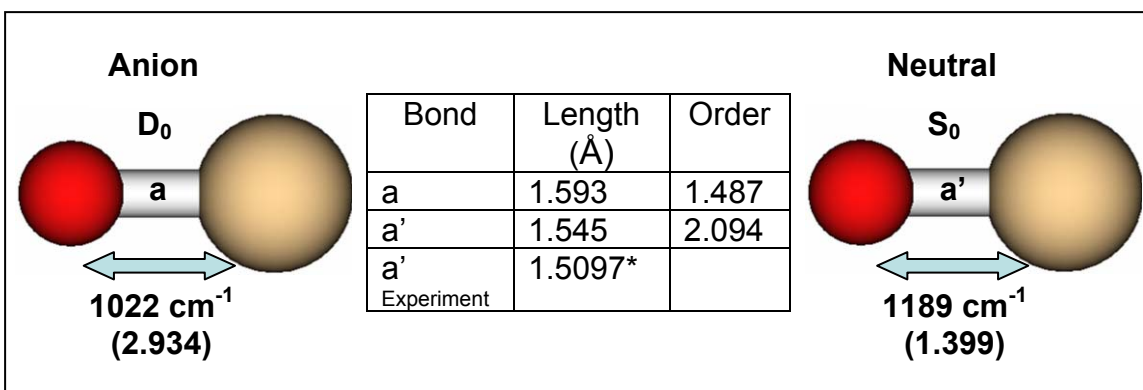 Anion
D₀
a
1022 cm⁻¹
(2.934)
Bond Length (Å) Order
a 1.593 1.487
a’ 1.545 2.094
a’ Experiment 1.5097*
Neutral
S₀
a’
1189 cm⁻¹
(1.399)